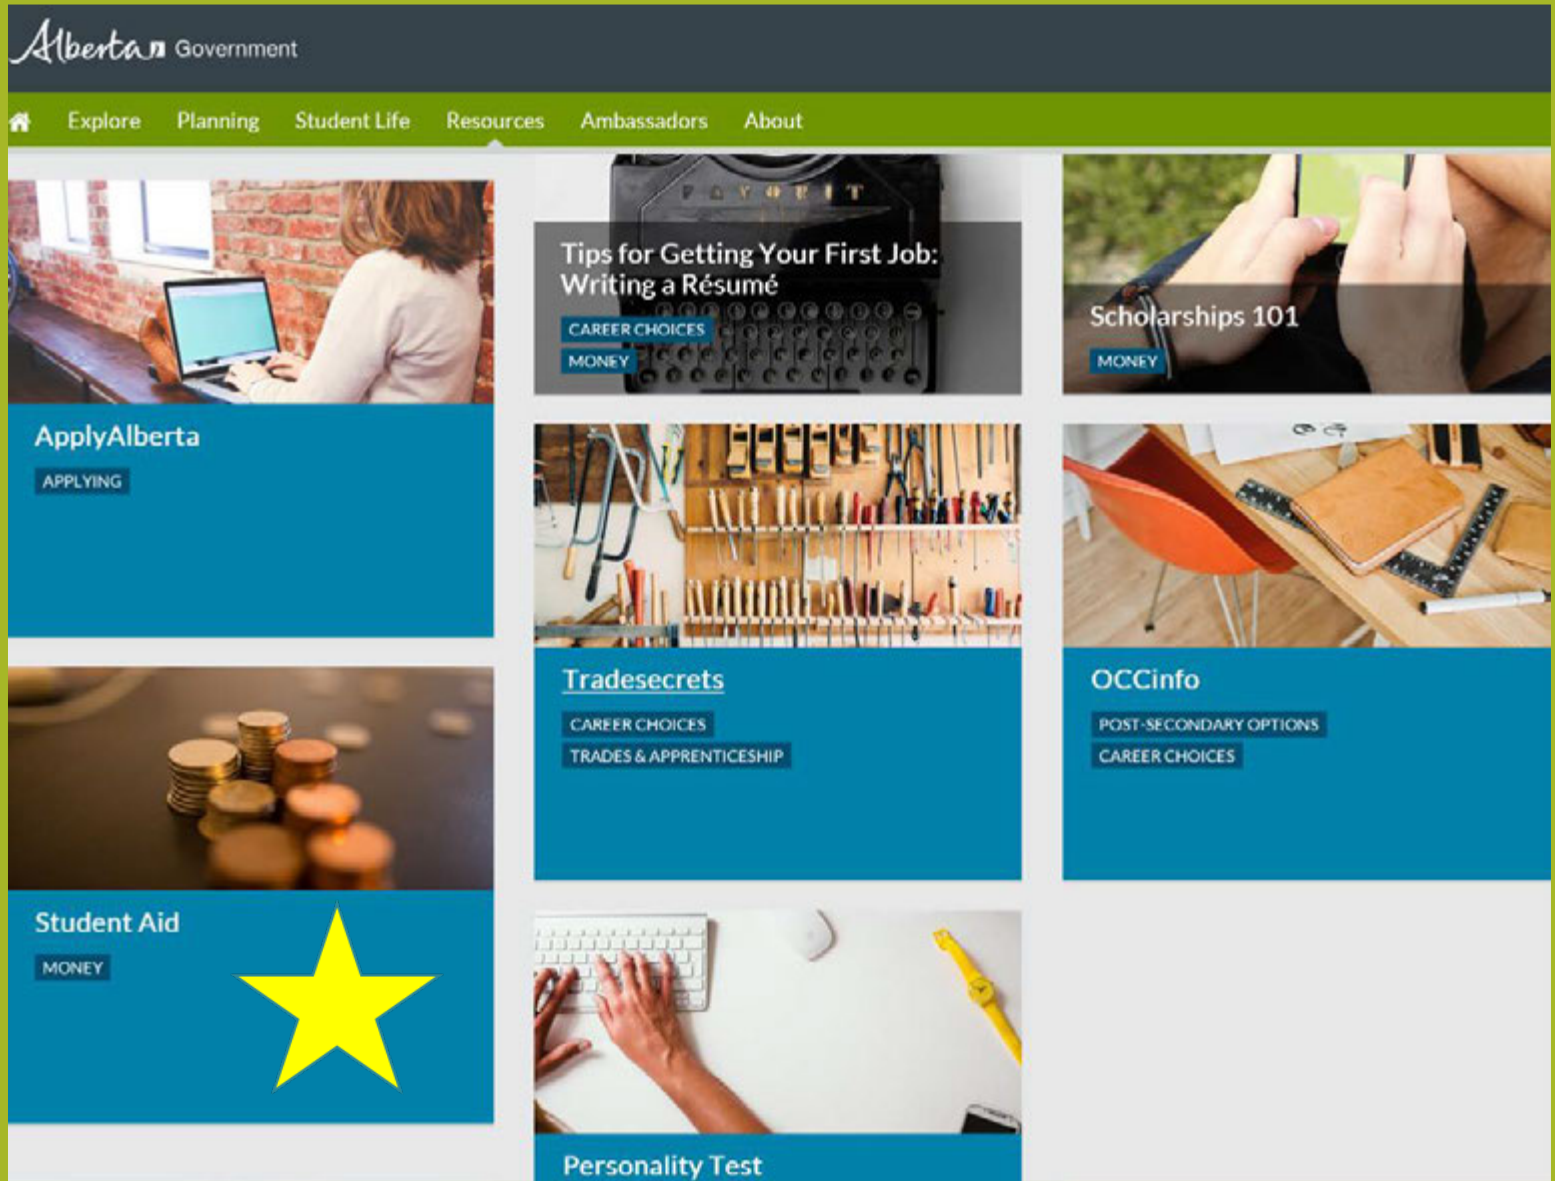 Alberta Government
Explore Planning Student Life Resources Ambassadors About
ApplyAlberta
APPLYING
Student Aid
MONEY
FAVORIT
Tips for Getting Your First Job:
Writing a Résumé
CAREER CHOICES
MONEY
Tradesecrets
CAREER CHOICES
TRADES & APPRENTICESHIP
Personality Test
Scholarships 101
MONEY
OCCinfo
POST-SECONDARY OPTIONS
CAREER CHOICES